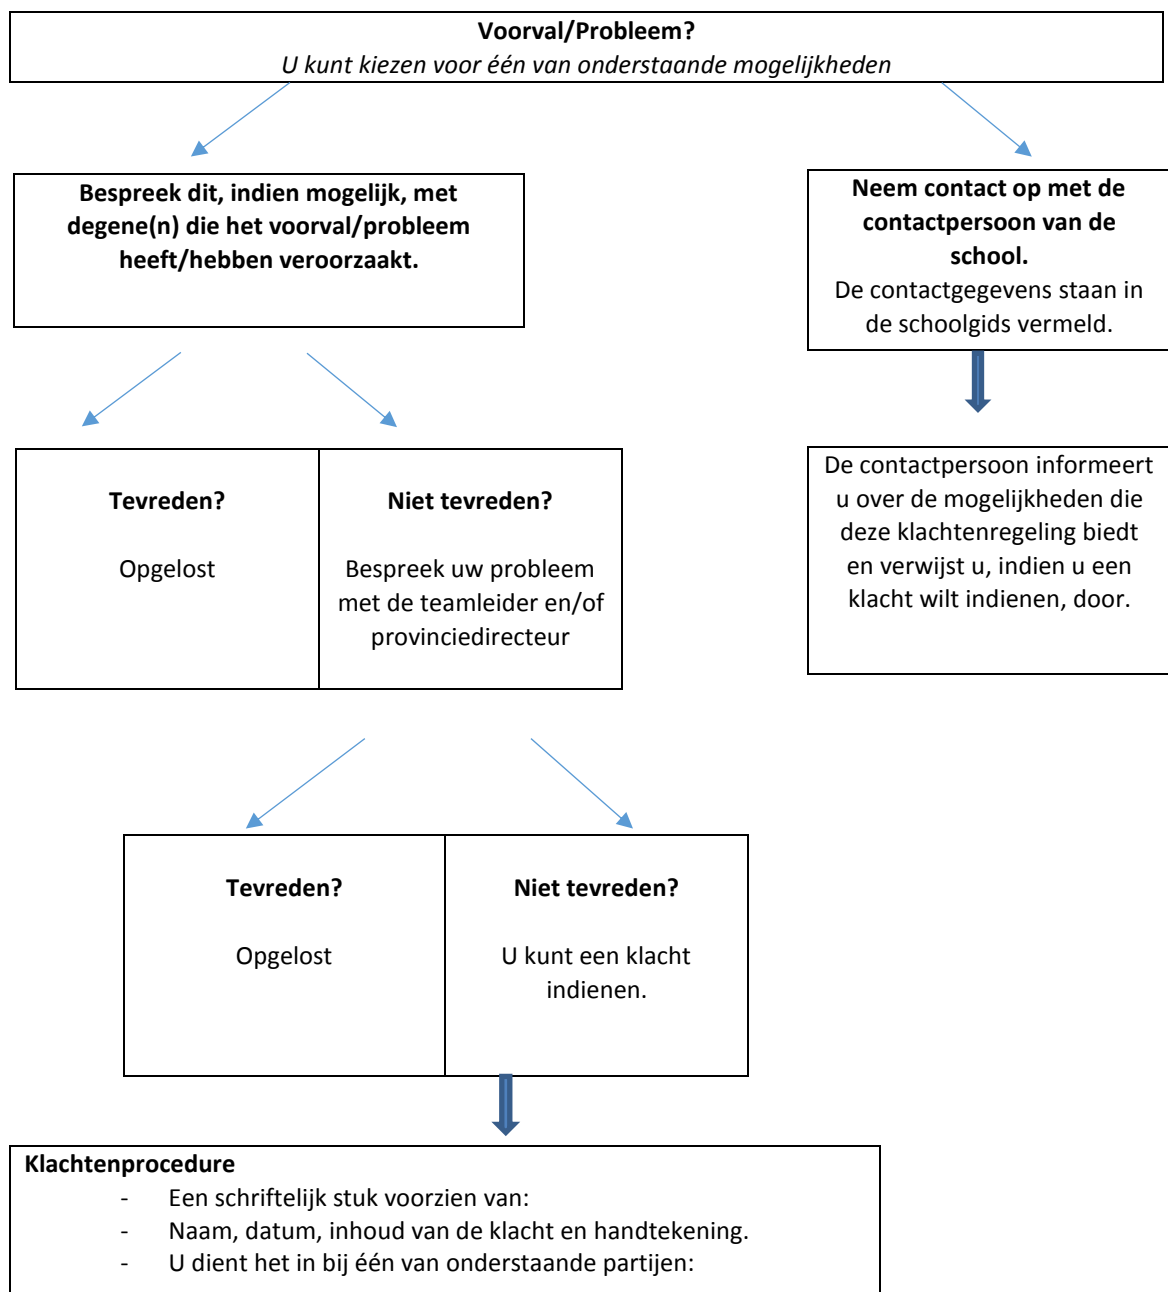 Voorval/Probleem?
U kunt kiezen voor één van onderstaande mogelijkheden
Bespreek dit, indien mogelijk, met
degene(n) die het voorval/probleem
heeft/hebben veroorzaakt.
Neem contact op met de
contactpersoon van de
school.
De contactgegevens staan in
de schoolgids vermeld.
Tevreden?
Opgelost
Niet tevreden?
Bespreek uw probleem
met de teamleider en/of
provinciedirecteur
De contactpersoon informeert
u over de mogelijkheden die
deze klachtenregeling biedt
en verwijst u, indien u een
klacht wilt indienen, door.
Tevreden?
Opgelost
Niet tevreden?
U kunt een klacht
indienen.
Klachtenprocedure
- Een schriftelijk stuk voorzien van:
- Naam, datum, inhoud van de klacht en handtekening.
- U dient het in bij één van onderstaande partijen: